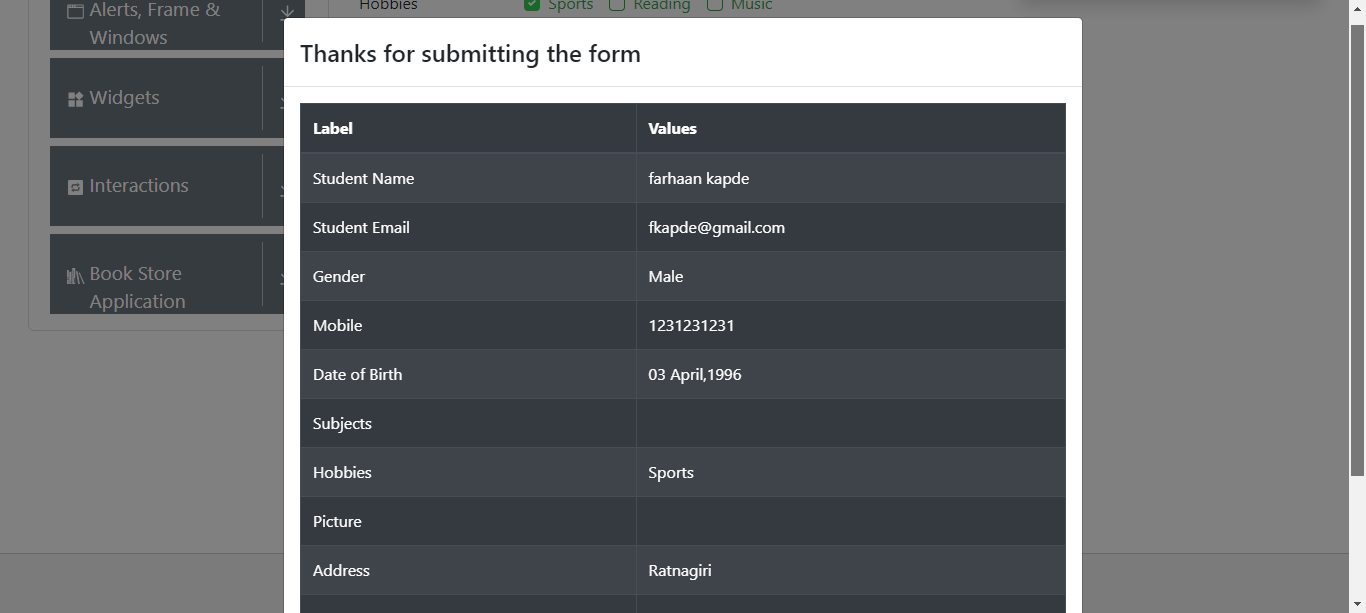 Hobbies
Sports
Reading
Music
Alerts, Frame &
Windows
Widgets
Interactions
Book Store
Application
Thanks for submitting the form
Label Values
Student Name farhaan kapde
Student Email fkapde@gmail.com
Gender Male
Mobile 1231231231
Date of Birth 03 April,1996
Subjects
Hobbies Sports
Picture
Address Ratnagiri